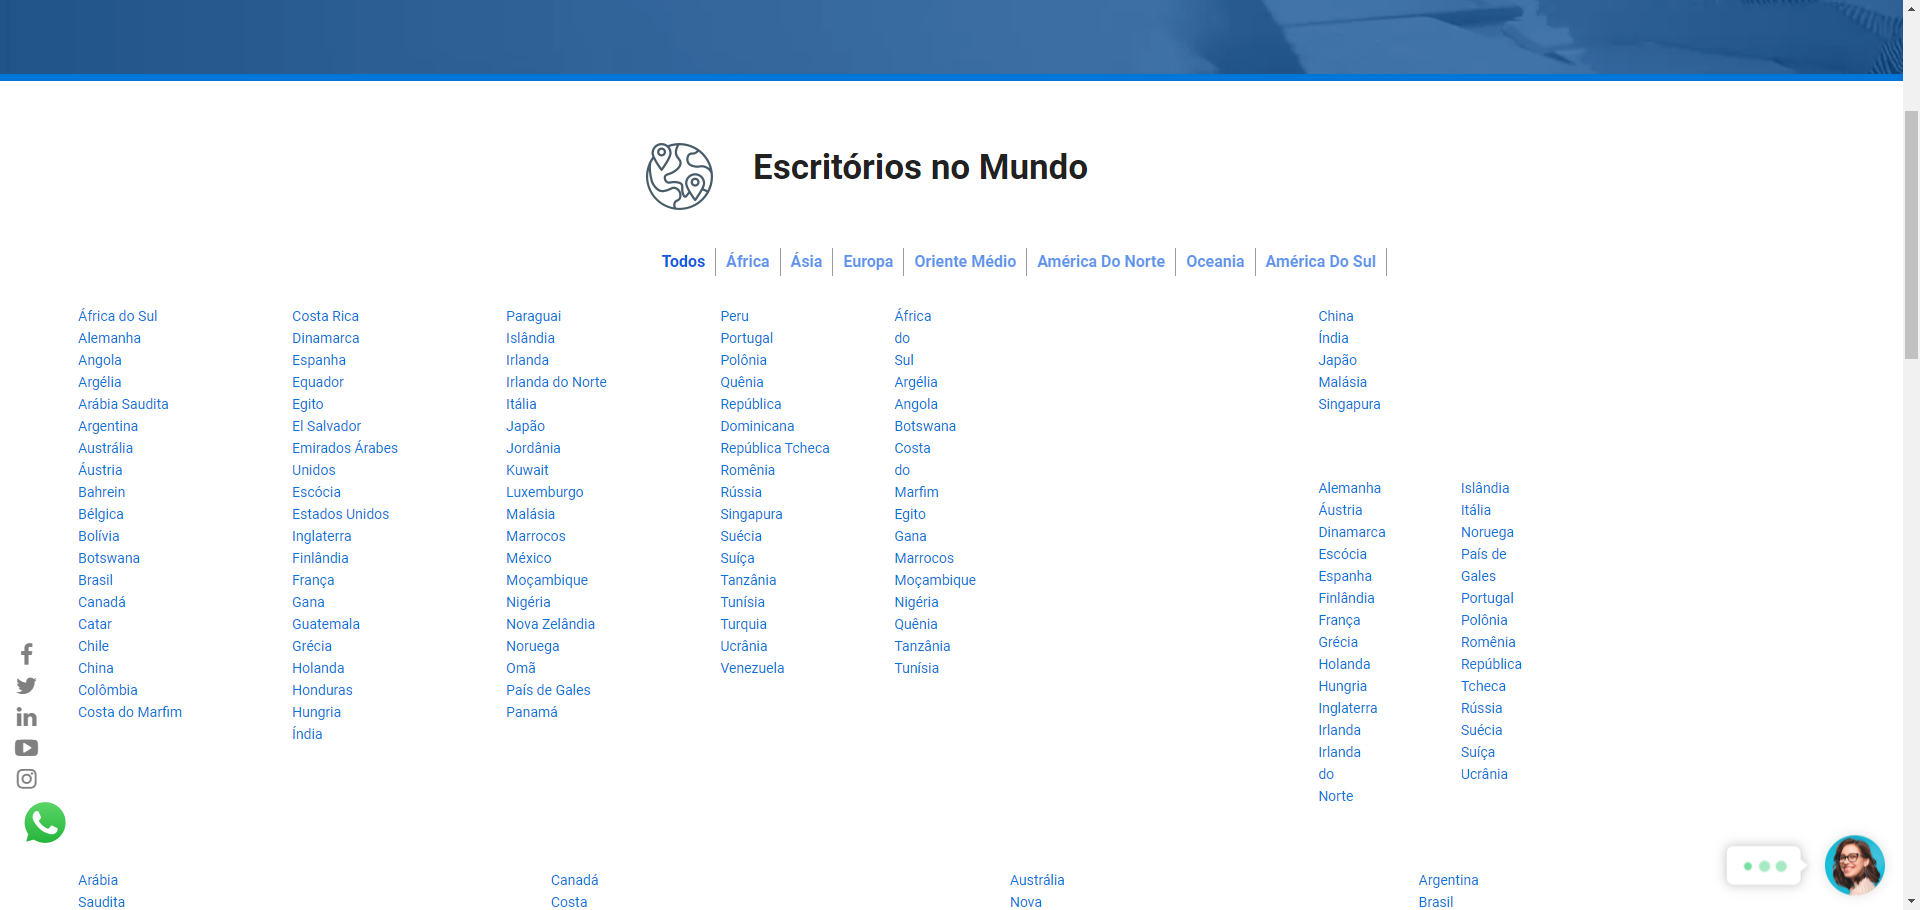 Escritórios no Mundo
Todos
África
Ásia
Europa
Oriente Médio
América Do Norte
Oceania
América Do Sul
África do Sul
Alemanha
Angola
Argélia
Arábia Saudita
Argentina
Austrália
Áustria
Bahrein
Bélgica
Bolívia
Botswana
Brasil
Canadá
Catar
Chile
China
Colômbia
Costa do Marfim
Costa Rica
Dinamarca
Espanha
Equador
Egito
El Salvador
Emirados Árabes
Unidos
Escócia
Estados Unidos
Inglaterra
Finlândia
França
Gana
Guatemala
Grécia
Holanda
Honduras
Hungria
Índia
Paraguai
Islândia
Irlanda
Irlanda do Norte
Itália
Japão
Jordânia
Kuwait
Luxemburgo
Malásia
Marrocos
México
Moçambique
Nigéria
Nova Zelândia
Noruega
Omã
País de Gales
Panamá
Peru
Portugal
Polônia
Quênia
República
Dominicana
República Tcheca
Romênia
Rússia
Singapura
Suécia
Suíça
Tanzânia
Tunísia
Turquia
Ucrânia
Venezuela
África
do
Sul
Argélia
Angola
Botswana
Costa
do
Marfim
Egito
Gana
Marrocos
Moçambique
Nigéria
Quênia
Tanzânia
Tunísia
China
Índia
Japão
Malásia
Singapura
Alemanha
Áustria
Dinamarca
Escócia
Espanha
Finlândia
França
Grécia
Holanda
Hungria
Inglaterra
Irlanda
Irlanda
do
Norte
Islândia
Itália
Noruega
País de
Gales
Portugal
Polônia
Romênia
República
Tcheca
Rússia
Suécia
Suíça
Ucrânia
Arábia
Saudita
Canadá
Costa
Austrália
Nova
Argentina
Brasil